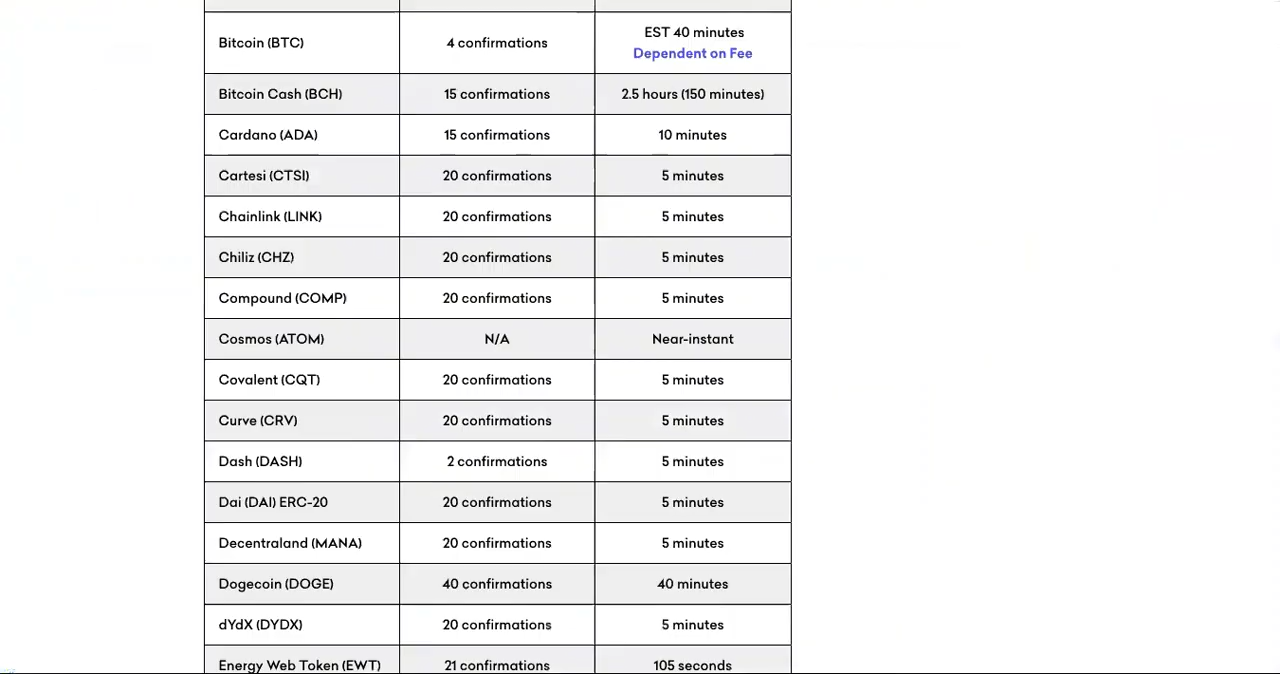 Bitcoin (BTC) 4 confirmations EST 40 minutes
Dependent on Fee
Bitcoin Cash (BCH) 15 confirmations 2.5 hours (150 minutes)
Cardano (ADA) 15 confirmations 10 minutes
Cartesi (CTSI) 20 confirmations 5 minutes
Chainlink (LINK) 20 confirmations 5 minutes
Chiliz (CHZ) 20 confirmations 5 minutes
Compound (COMP) 20 confirmations 5 minutes
Cosmos (ATOM) N/A Near-instant
Covalent (CQT) 20 confirmations 5 minutes
Curve (CRV) 20 confirmations 5 minutes
Dash (DASH) 2 confirmations 5 minutes
Dai (DAI) ERC-20 20 confirmations 5 minutes
Decentraland (MANA) 20 confirmations 5 minutes
Dogecoin (DOGE) 40 confirmations 40 minutes
dYdX (DYDX) 20 confirmations 5 minutes
Energy Web Token (EWT) 21 confirmations 105 seconds